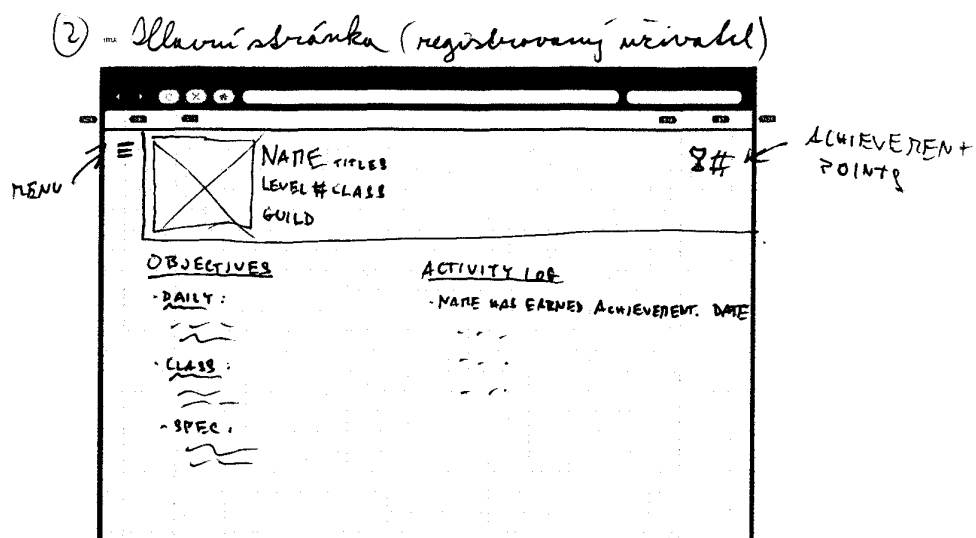 2 - Hlavní stránka (registrovaný uživatel)
MENU
NAME TITLES
LEVEL # CLASS
GUILD
#
ACHIEVEMENT
POINTS
OBJECTIVES
- DAILY:
- CLASS:
- SPEC:
ACTIVITY LOG
- NAME HAS EARNED ACHIEVEMENT. DATE